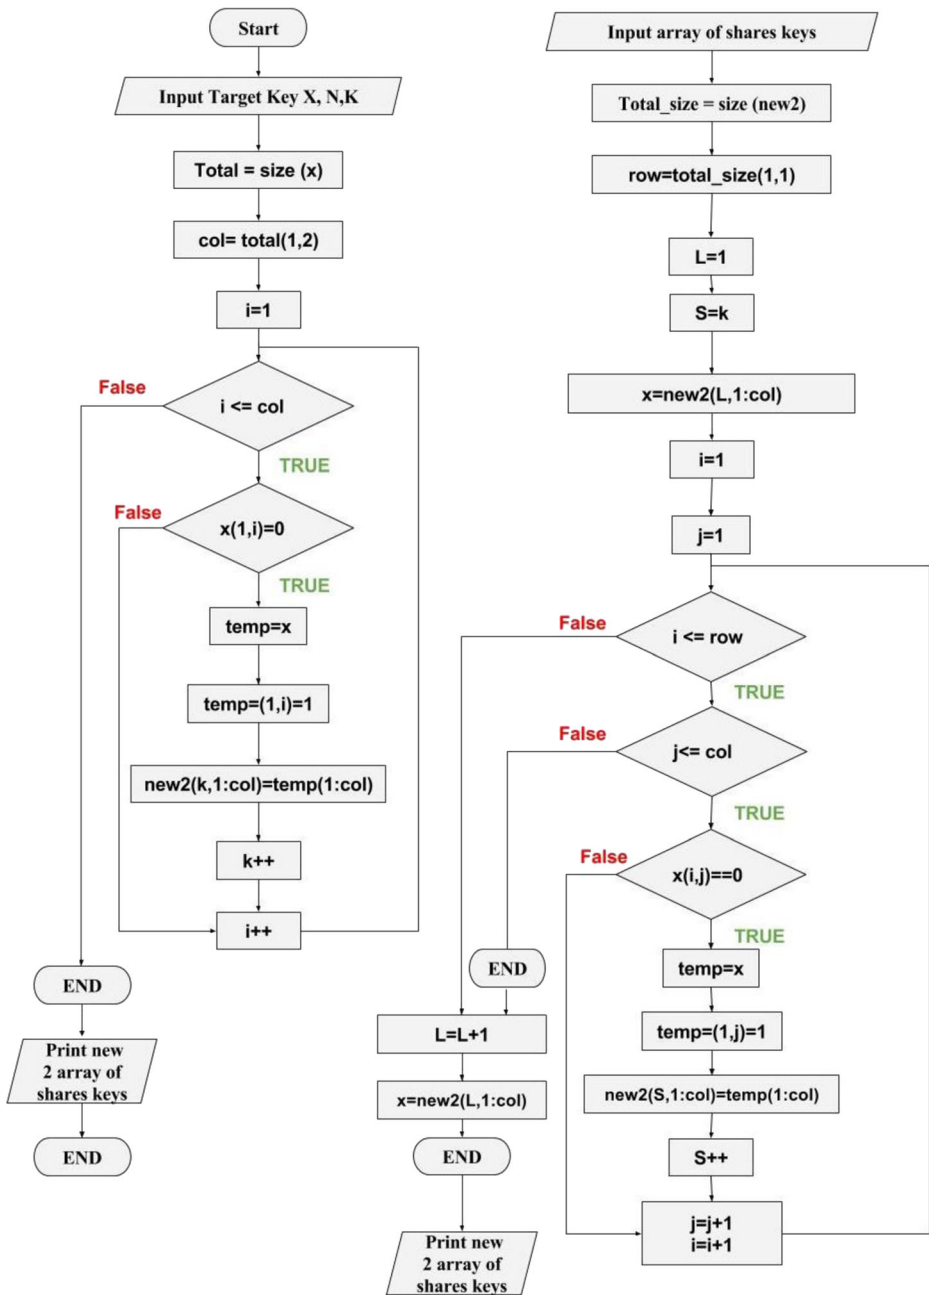 Start
Input Target Key X, N,K
Total = size (x)
col= total(1,2)
i=1
False
i <= col
TRUE
False
x(1,i)=0
TRUE
temp=x
temp=(1,i)=1
new2(k,1:col)=temp(1:col)
k++
i++
END
Print new
2 array of
shares keys
END
Input array of shares keys
Total_size = size (new2)
row=total_size(1,1)
L=1
S=k
x=new2(L,1:col)
i=1
j=1
False
i <= row
TRUE
False
j<= col
TRUE
False
x(i,j)==0
TRUE
temp=x
temp=(1,j)=1
new2(S,1:col)=temp(1:col)
S++
j=j+1
i=i+1
END
L=L+1
x=new2(L,1:col)
END
Print new
2 array of
shares keys